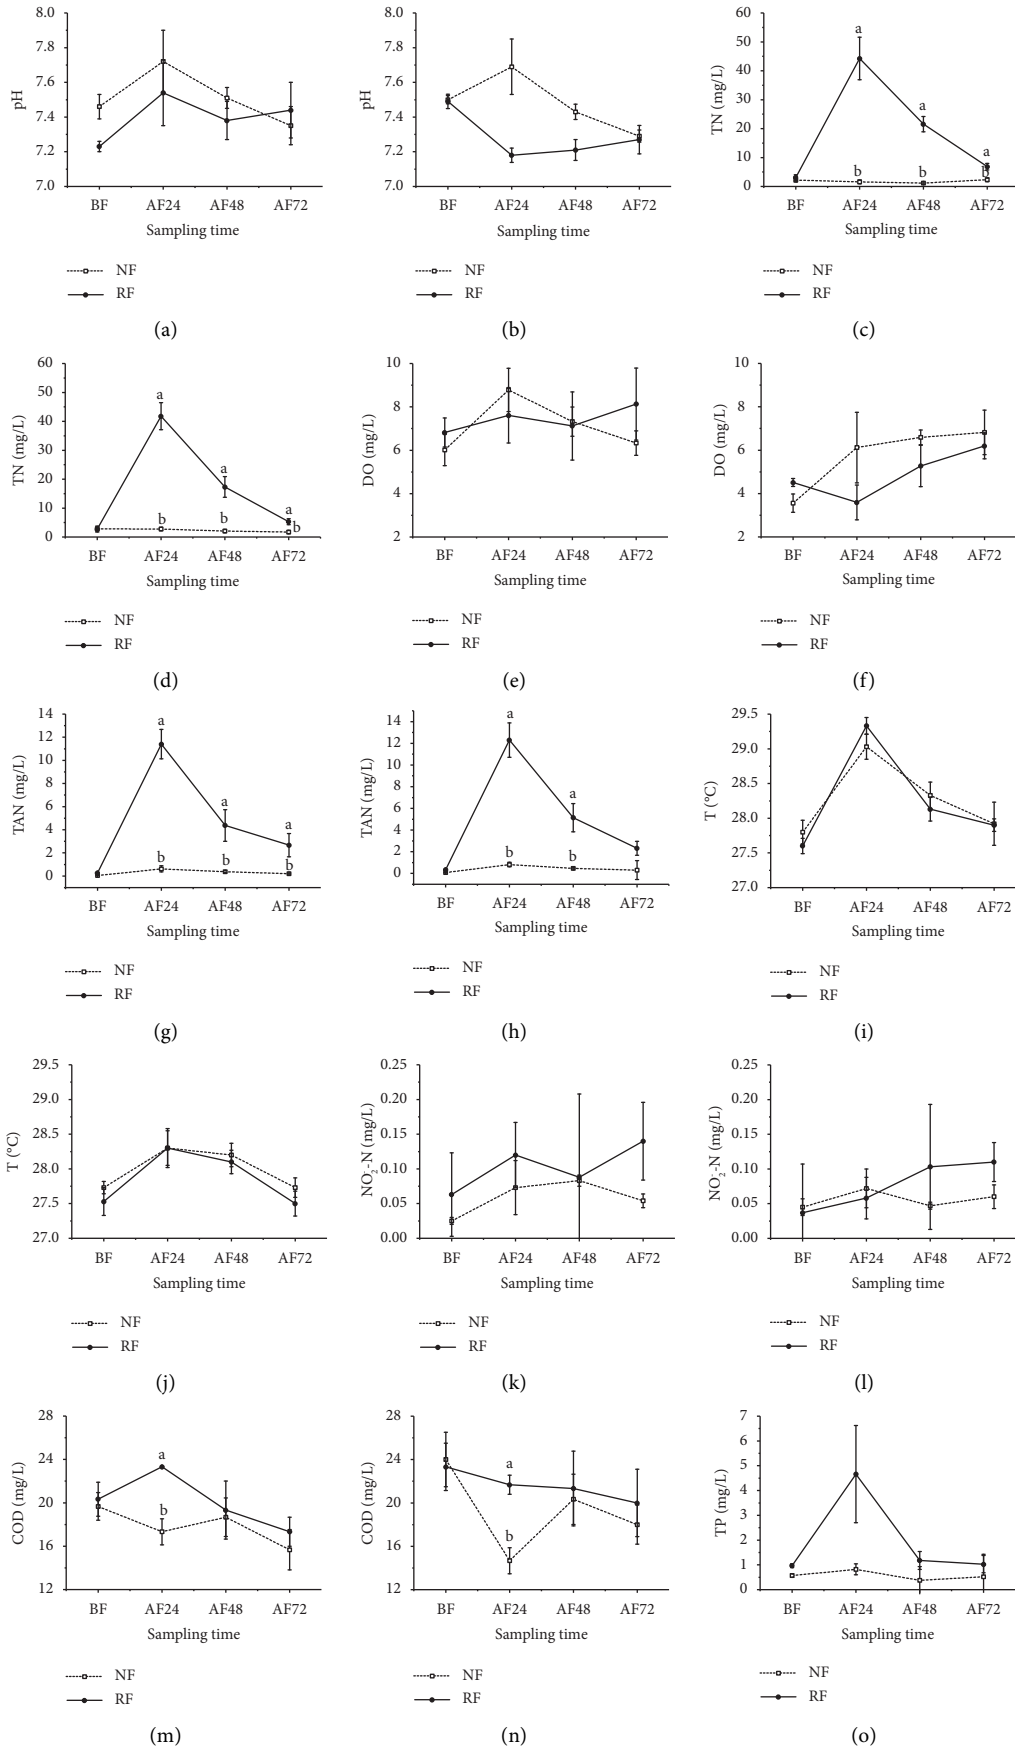 8.0
7.8
7.6
7.4
7.2
7.0
pH
BF AF24 AF48 AF72
Sampling time
NF
RF
(a)
8.0
7.8
7.6
7.4
7.2
7.0
pH
BF AF24 AF48 AF72
Sampling time
NF
RF
(b)
60
50
40
30
20
10
0
TN (mg/L)
a
a
a
b
b
b
BF AF24 AF48 AF72
Sampling time
NF
RF
(c)
60
50
40
30
20
10
0
TN (mg/L)
a
a
a
b
b
b
BF AF24 AF48 AF72
Sampling time
NF
RF
(d)
10
8
6
4
2
DO (mg/L)
BF AF24 AF48 AF72
Sampling time
NF
RF
(e)
10
8
6
4
2
DO (mg/L)
BF AF24 AF48 AF72
Sampling time
NF
RF
(f)
14
12
10
8
6
4
2
0
TAN (mg/L)
a
a
a
b
b
b
BF AF24 AF48 AF72
Sampling time
NF
RF
(g)
14
12
10
8
6
4
2
0
TAN (mg/L)
a
a
b
b
BF AF24 AF48 AF72
Sampling time
NF
RF
(h)
29.5
29.0
28.5
28.0
27.5
27.0
T (°C)
BF AF24 AF48 AF72
Sampling time
NF
RF
(i)
29.5
29.0
28.5
28.0
27.5
27.0
T (°C)
BF AF24 AF48 AF72
Sampling time
NF
RF
(j)
0.25
0.20
0.15
0.10
0.05
0.00
NO₂⁻-N (mg/L)
BF AF24 AF48 AF72
Sampling time
NF
RF
(k)
0.25
0.20
0.15
0.10
0.05
0.00
NO₂⁻-N (mg/L)
BF AF24 AF48 AF72
Sampling time
NF
RF
(l)
28
24
20
16
12
COD (mg/L)
a
b
BF AF24 AF48 AF72
Sampling time
NF
RF
(m)
28
24
20
16
12
COD (mg/L)
a
b
BF AF24 AF48 AF72
Sampling time
NF
RF
(n)
7
6
5
4
3
2
1
0
TP (mg/L)
BF AF24 AF48 AF72
Sampling time
NF
RF
(o)